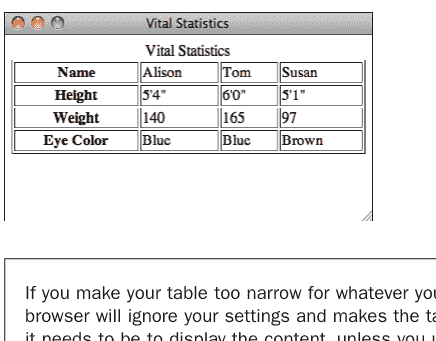 Vital Statistics
Vital Statistics
Name Alison Tom Susan
Height 5'4" 6'0" 5'1"
Weight 140 165 97
Eye Color Blue Blue Brown
If you make your table too narrow for whatever
browser will ignore your settings and makes the
it needs to be to display the content, unless you